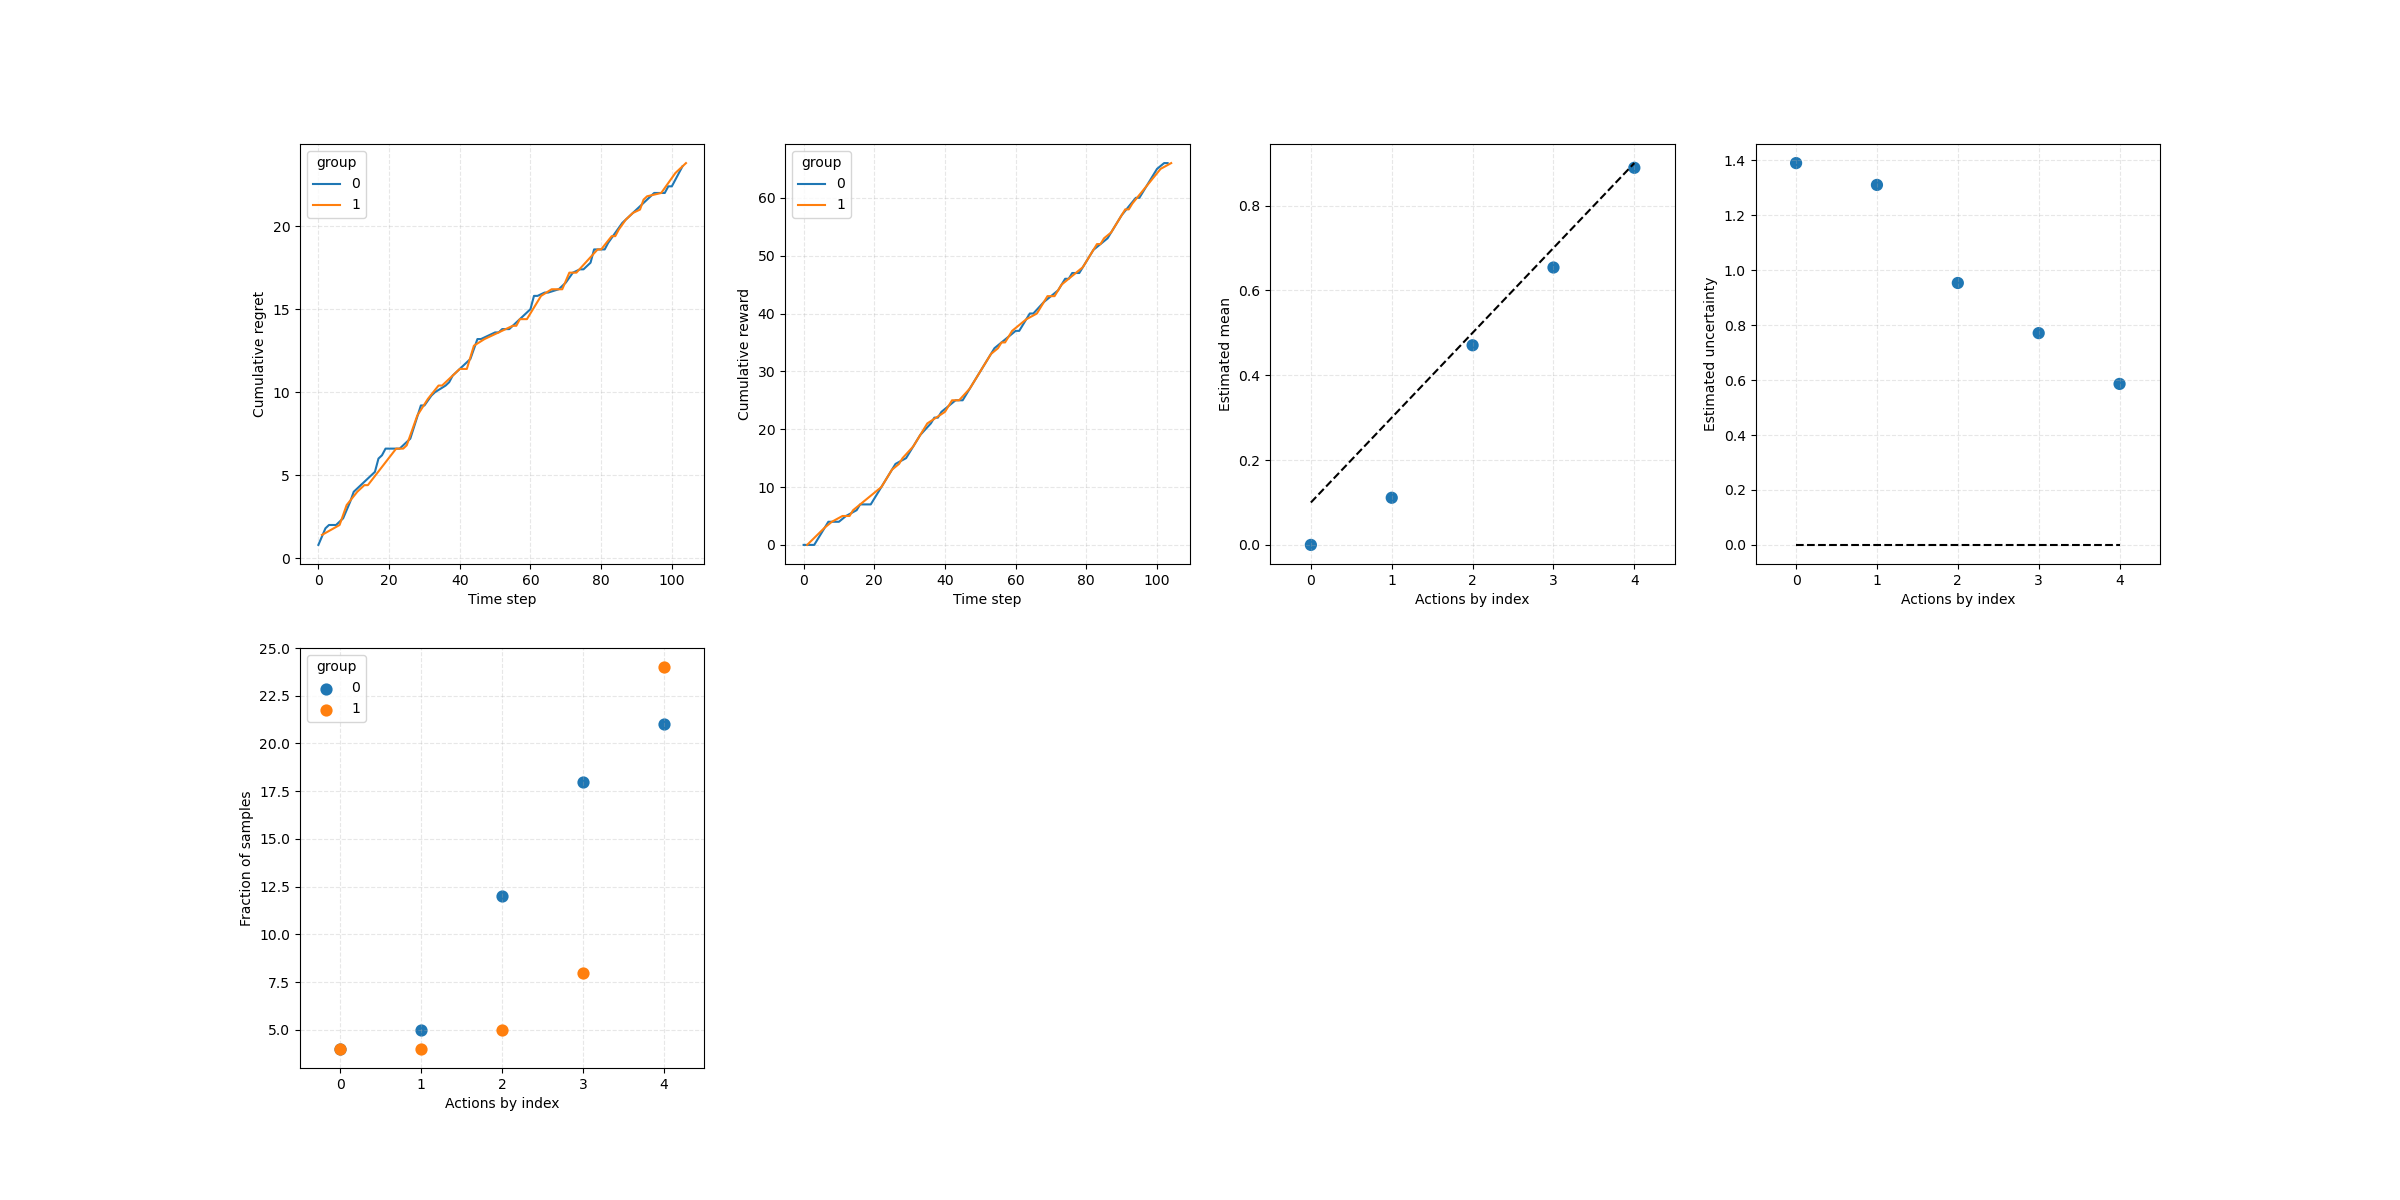 group
0
1
Cumulative regret
0
5
10
15
20
0 20 40 60 80 100
Time step
group
0
1
Cumulative reward
0
10
20
30
40
50
60
0 20 40 60 80 100
Time step
Estimated mean
0.0
0.2
0.4
0.6
0.8
0 1 2 3 4
Actions by index
Estimated uncertainty
0.0
0.2
0.4
0.6
0.8
1.0
1.2
1.4
0 1 2 3 4
Actions by index
group
0
1
Fraction of samples
5.0
7.5
10.0
12.5
15.0
17.5
20.0
22.5
25.0
0 1 2 3 4
Actions by index